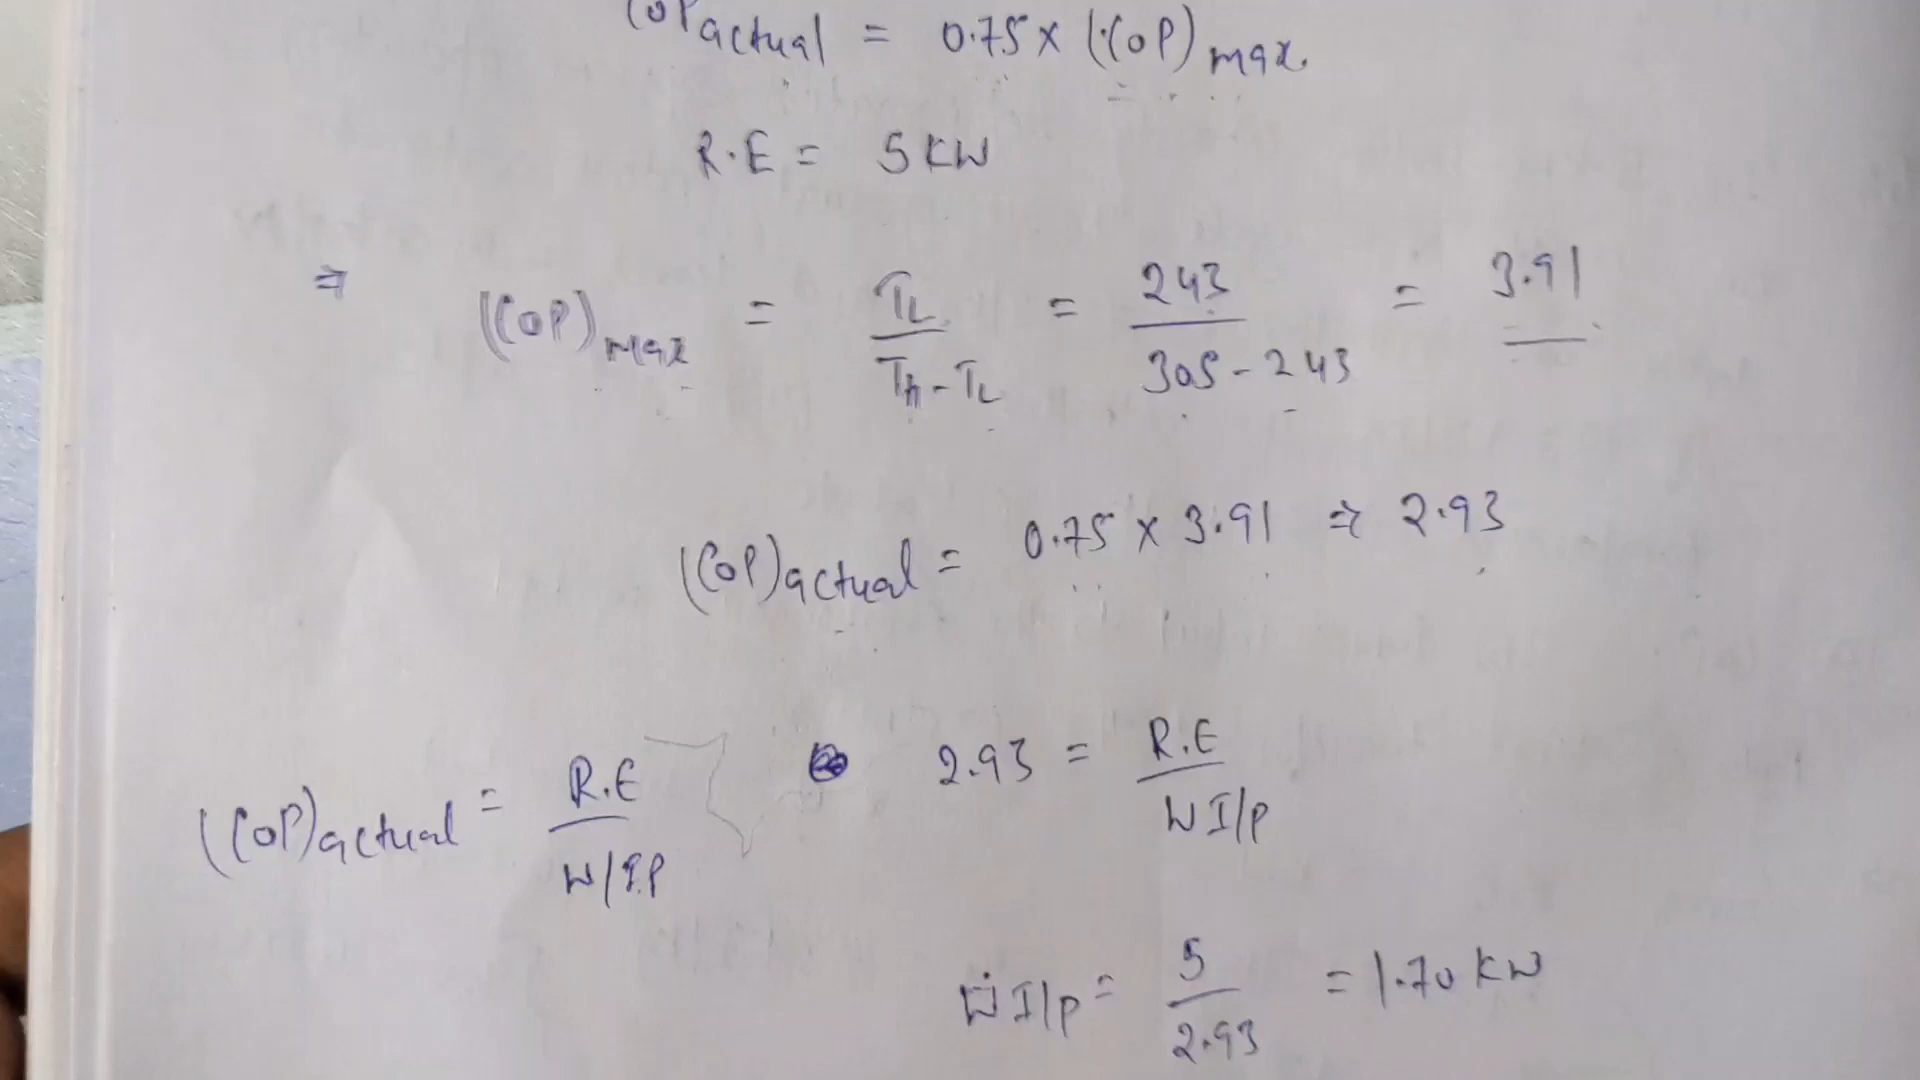 COP actual = 0.75 × (COP) max.
R.E = 5 KW
⇒ (COP) max = TL / Th - TL = 243 / 305 - 243 = 3.91
(COP) actual = 0.75 × 3.91 ⇒ 2.93
(COP) actual = R.E / W/I.P 2.93 = R.E / W I/p
Ẇ I/p = 5 / 2.93 = 1.70 KW